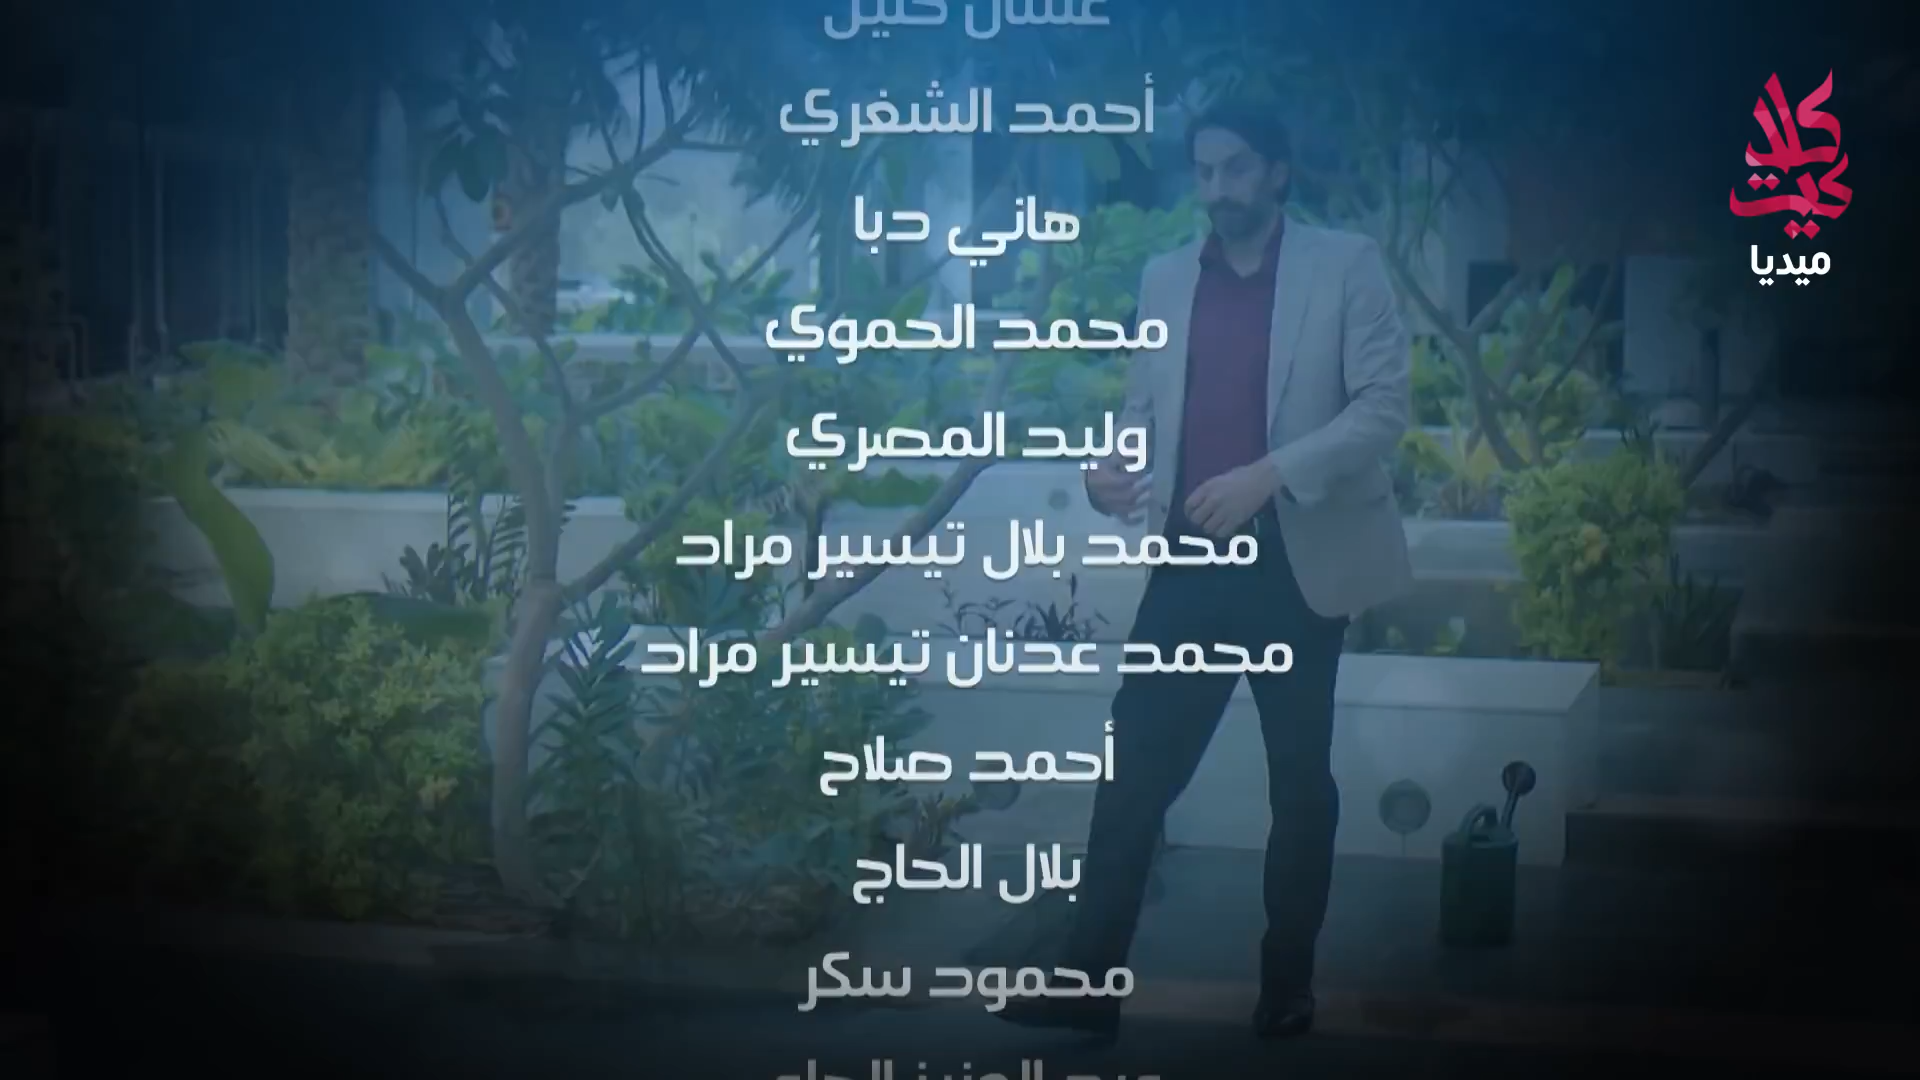 أحمد الشغري
هاني دبا
محمد الحموي
وليد المصري
محمد بلال تيسير مراد
محمد عدنان تيسير مراد
أحمد صلاح
بلال الحاج
محمود سكر
كلاكيت
ميديا